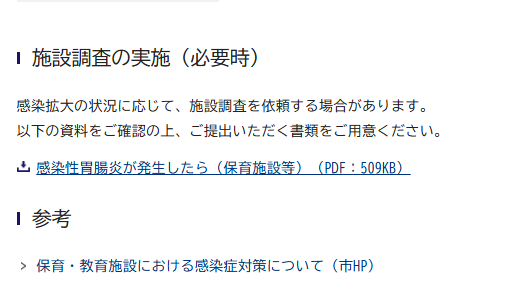 施設調査の実施（必要時）
感染拡大の状況に応じて、施設調査を依頼する場合があります。
以下の資料をご確認の上、ご提出いただく書類をご用意ください。
感染性胃腸炎が発生したら（保育施設等）（PDF：509KB）
参考
保育・教育施設における感染症対策について（市HP）